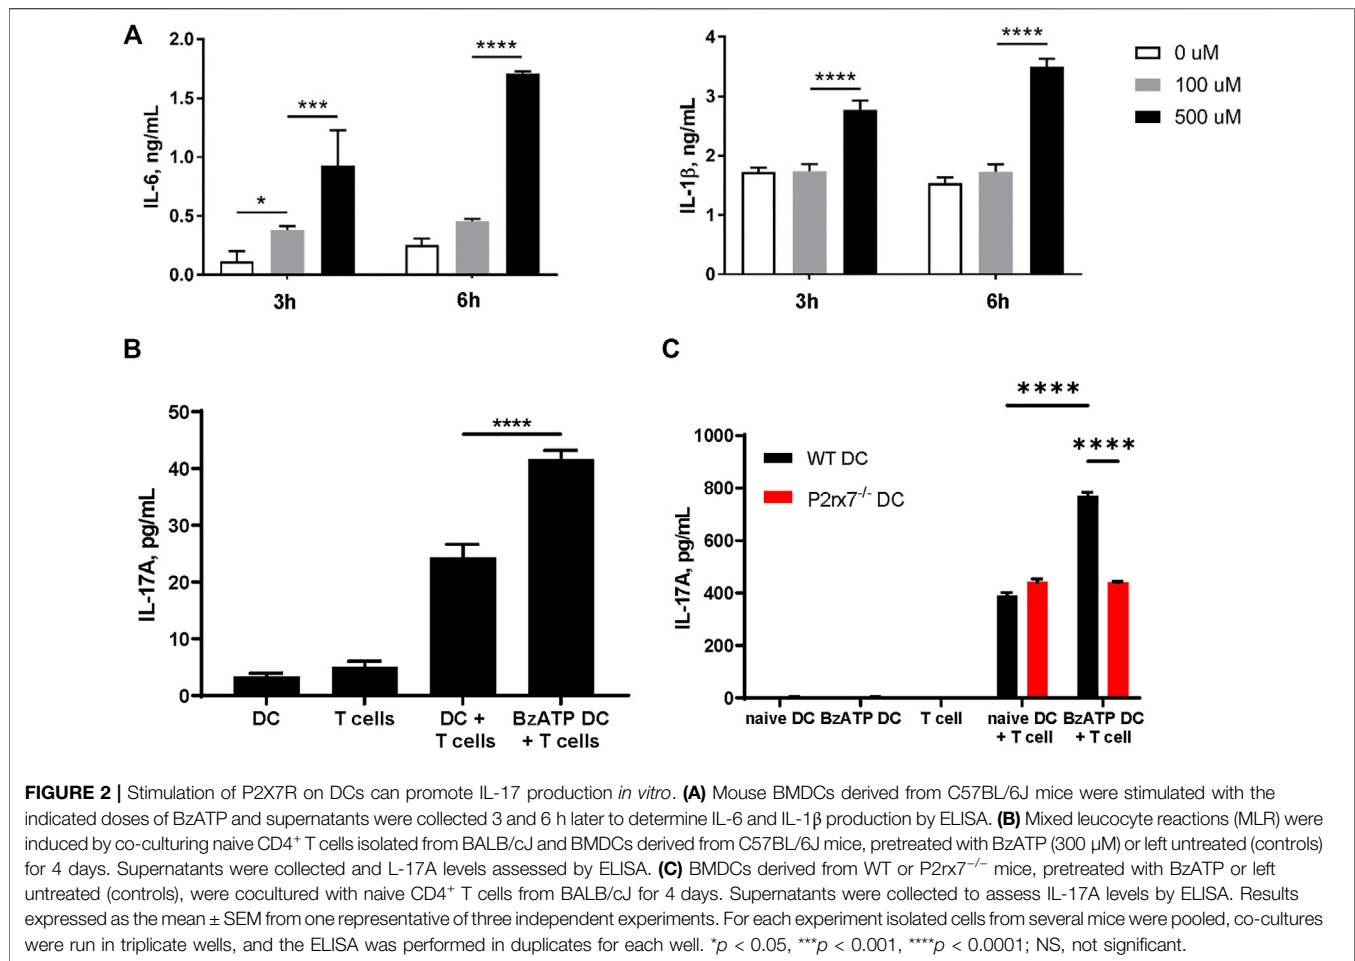 A
2.0
1.5
1.0
0.5
0.0
IL-6, ng/mL
*
***
****
3h
6h
4
3
2
1
0
IL-1β, ng/mL
****
****
3h
6h
0 uM
100 uM
500 uM
B
50
40
30
20
10
0
IL-17A, pg/mL
****
DC
T cells
DC +
T cells
BzATP DC
+ T cells
C
1000
800
600
400
200
0
IL-17A, pg/mL
WT DC
P2rx7-/- DC
****
****
naive DC
BzATP DC
T cell
naive DC
+ T cell
BzATP DC
+ T cell
FIGURE 2 | Stimulation of P2X7R on DCs can promote IL-17 production in vitro. (A) Mouse BMDCs derived from C57BL/6J mice were stimulated with the
indicated doses of BzATP and supernatants were collected 3 and 6 h later to determine IL-6 and IL-1β production by ELISA. (B) Mixed leucocyte reactions (MLR) were
induced by co-culturing naive CD4+ T cells isolated from BALB/cJ and BMDCs derived from C57BL/6J mice, pretreated with BzATP (300 µM) or left untreated (controls)
for 4 days. Supernatants were collected and L-17A levels assessed by ELISA. (C) BMDCs derived from WT or P2rx7−/− mice, pretreated with BzATP or left
untreated (controls), were cocultured with naive CD4+ T cells from BALB/cJ for 4 days. Supernatants were collected to assess IL-17A levels by ELISA. Results
expressed as the mean ± SEM from one representative of three independent experiments. For each experiment isolated cells from several mice were pooled, co-cultures
were run in triplicate wells, and the ELISA was performed in duplicates for each well. *p < 0.05, ***p < 0.001, ****p < 0.0001; NS, not significant.